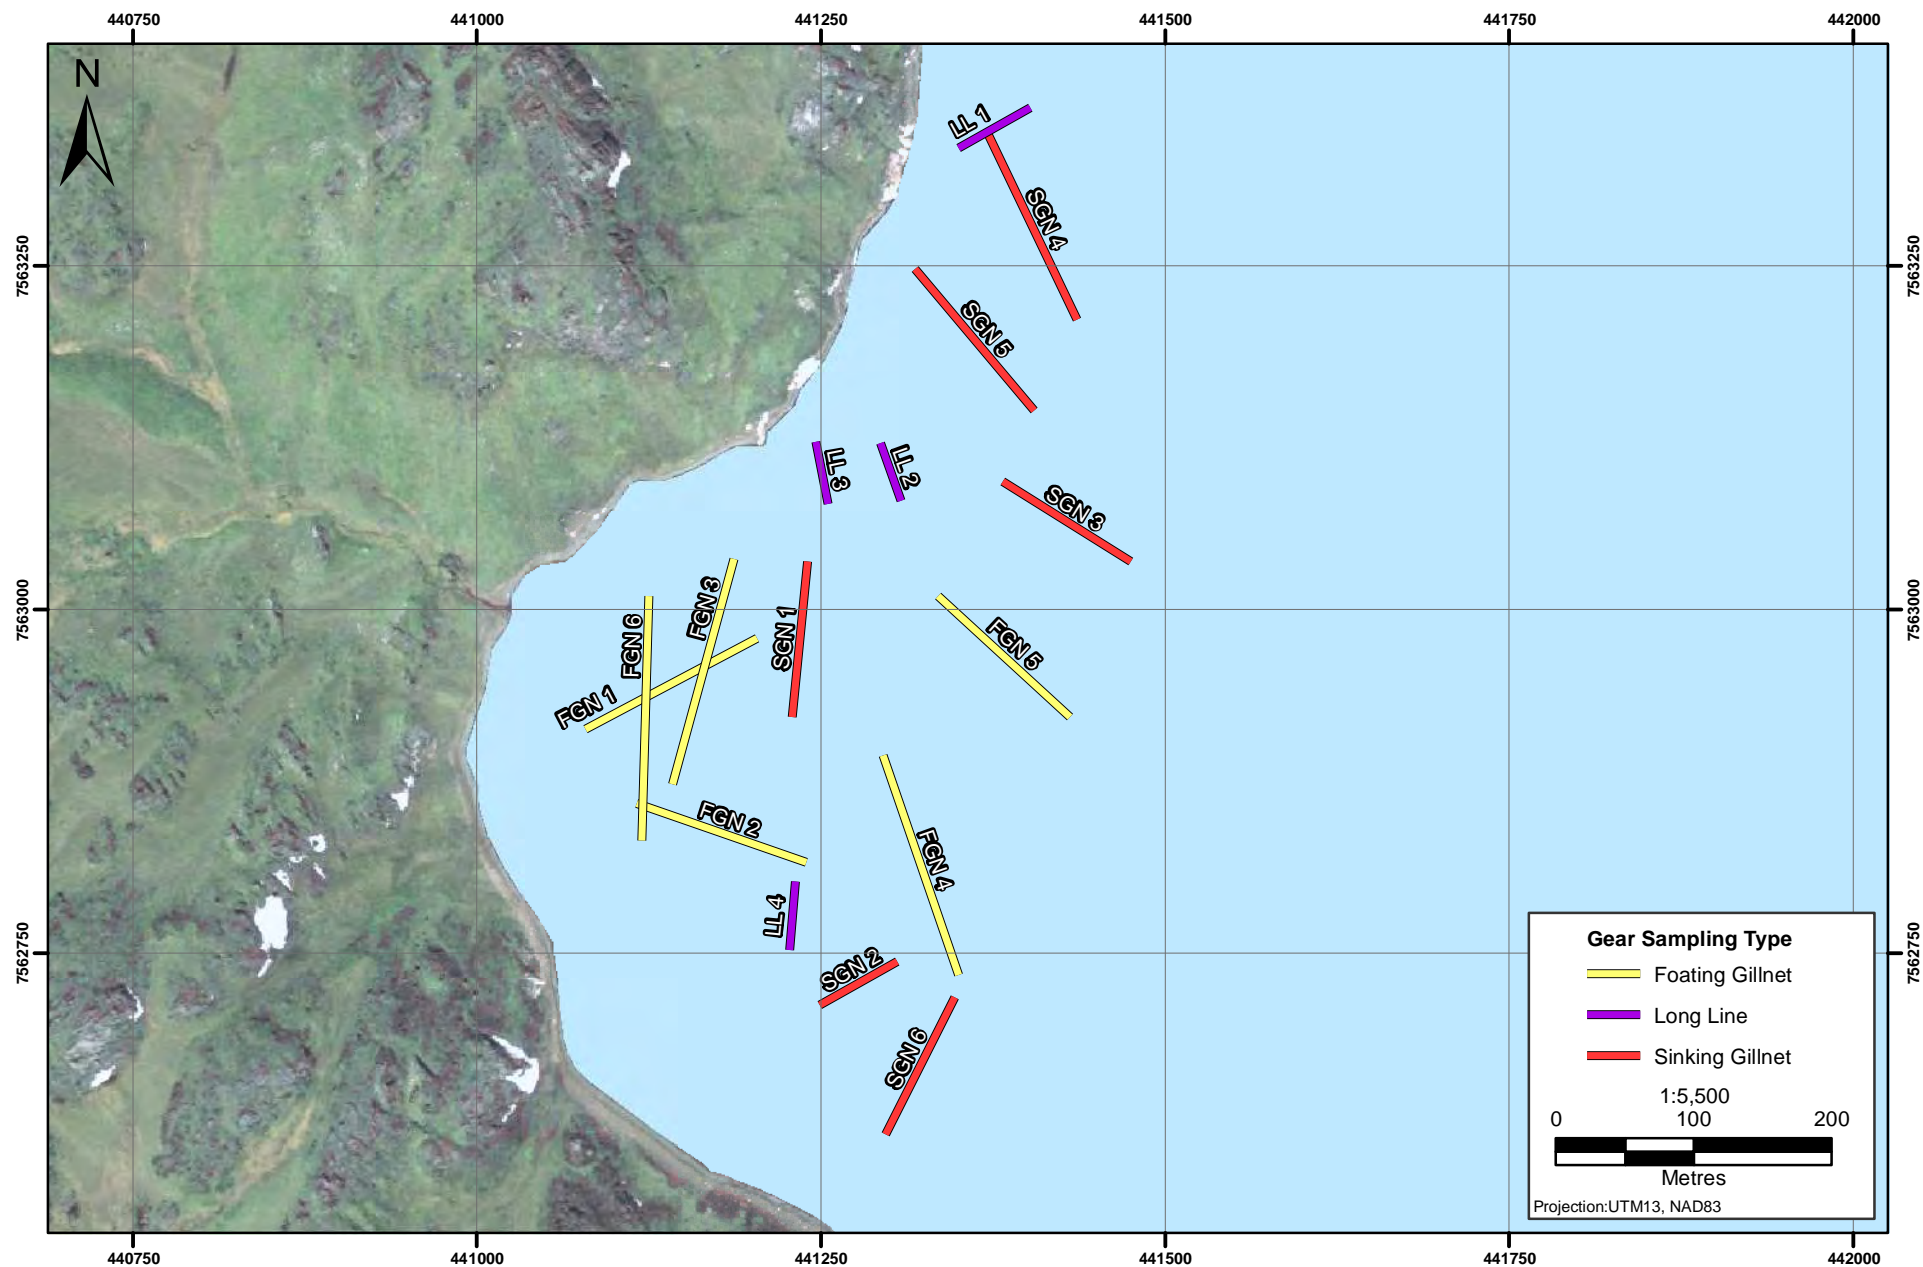 440750 441000 441250 441500 441750 442000
N
LL 1
SGN 4
7563250 7563250
SGN 5
LL 3
LL 2
SGN 3
7563000 7563000
FGN 3
FGN 6
SGN 1
FGN 5
FGN 1
FGN 2
FGN 4
LL 4
7562750 7562750
SGN 2
SGN 6
Gear Sampling Type
Foating Gillnet
Long Line
Sinking Gillnet
1:5,500
0 100 200
Metres
Projection:UTM13, NAD83
440750 441000 441250 441500 441750 442000